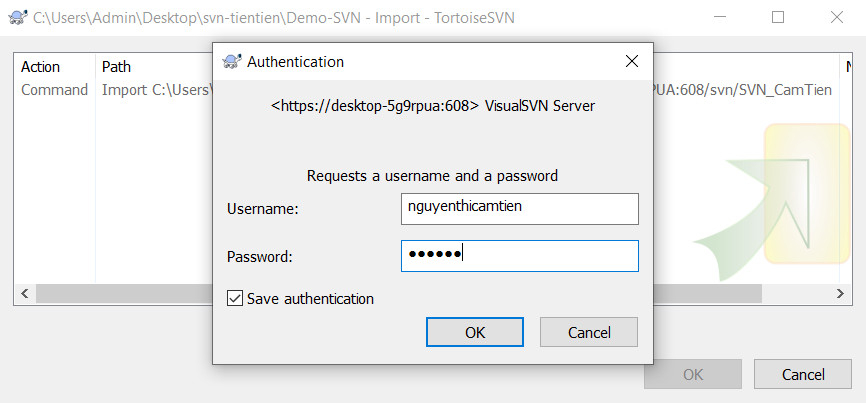 C:\Users\Admin\Desktop\svn-tientien\Demo-SVN - Import - TortoiseSVN
Authentication
Action Path
Command Import C:\Users\ PUA:608/svn/SVN_CamTien
<https://desktop-5g9rpua:608> VisualSVN Server
Requests a username and a password
Username: nguyenthicamtien
Password: ●●●●●●
Save authentication
OK Cancel
OK Cancel